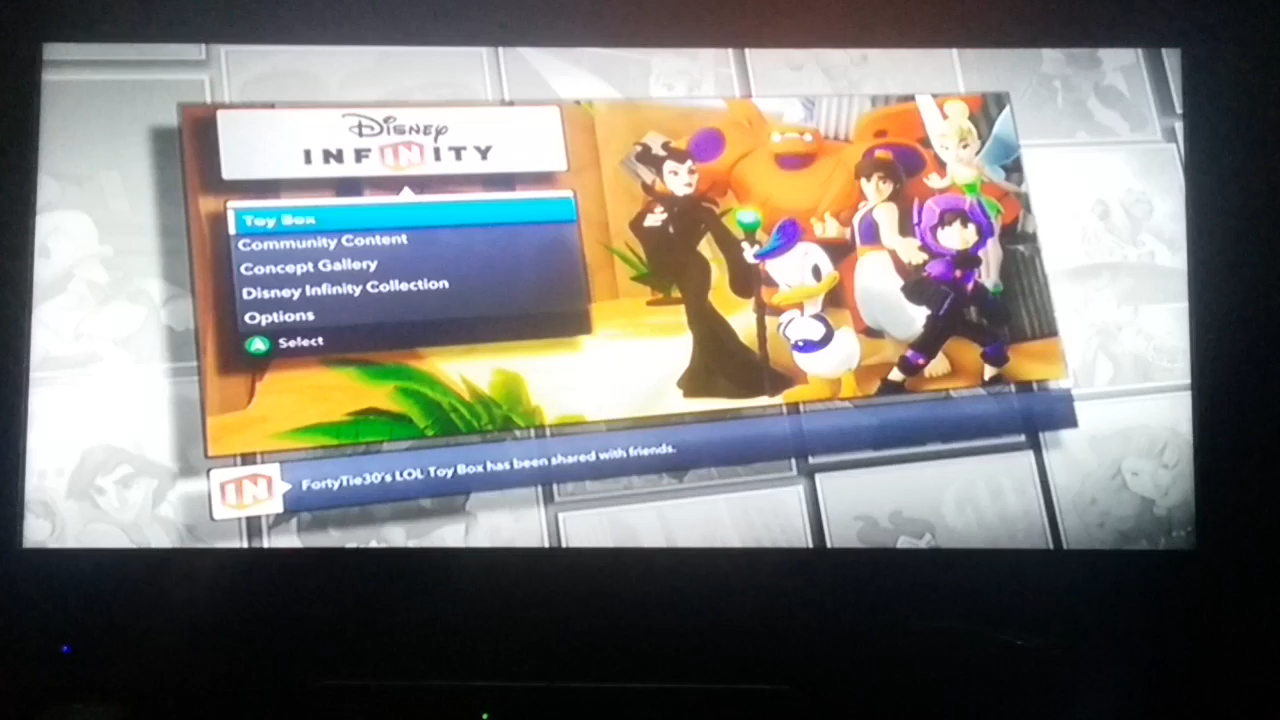 Disney
INFINITY
Toy Box
Community Content
Concept Gallery
Disney Infinity Collection
Options
A Select
IN FortyTie30's LOL Toy Box has been shared with friends.